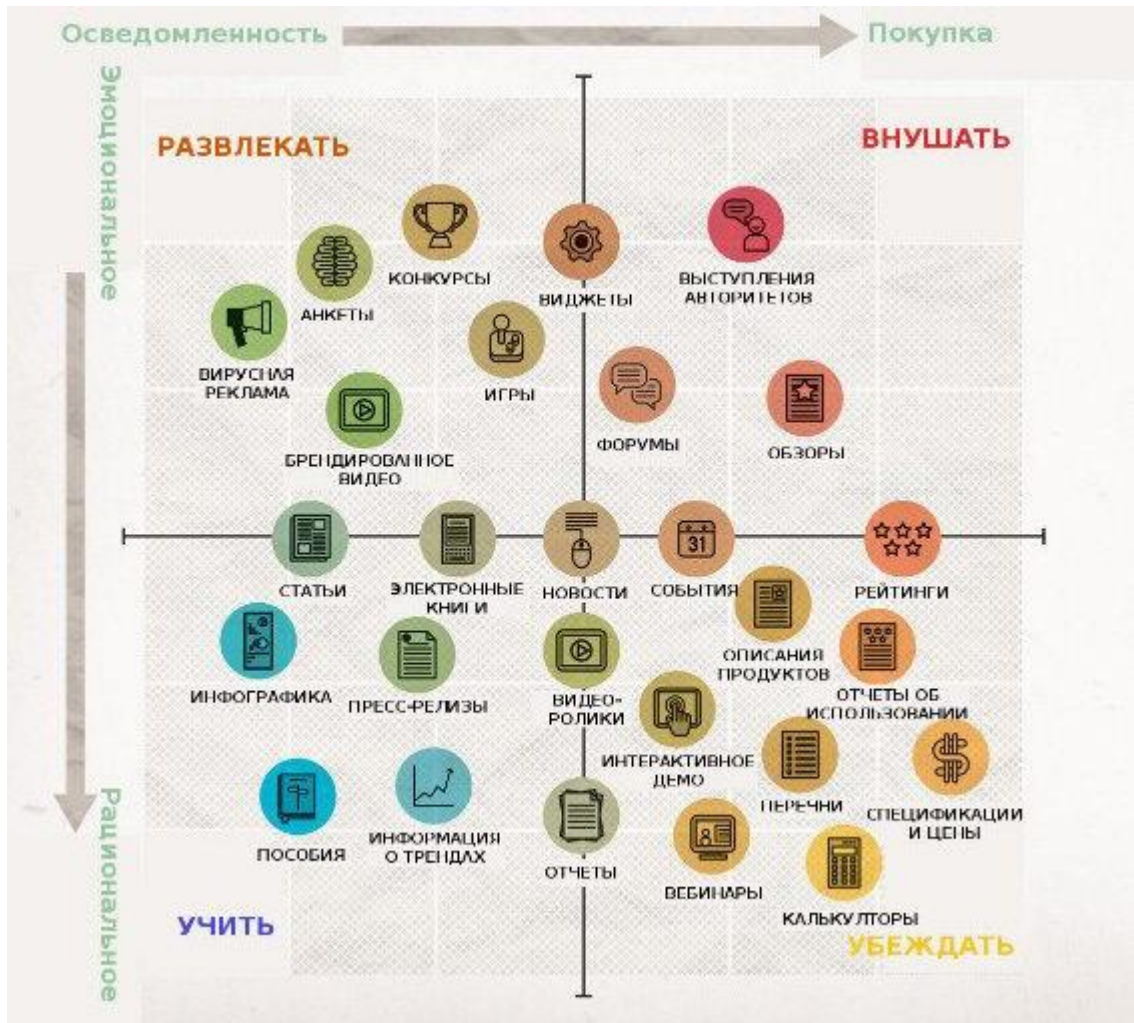 Осведомленность
Покупка
Эмоциональное
РАЗВЛЕКАТЬ
ВНУШАТЬ
КОНКУРСЫ
ВИДЖЕТЫ
ВЫСТУПЛЕНИЯ
АВТОРИТЕТОВ
АНКЕТЫ
ВИРУСНАЯ
РЕКЛАМА
ИГРЫ
ФОРУМЫ
ОБЗОРЫ
БРЕНДИРОВАННОЕ
ВИДЕО
31
СТАТЬИ
ЭЛЕКТРОННЫЕ
КНИГИ
НОВОСТИ
СОБЫТИЯ
РЕЙТИНГИ
ИНФОГРАФИКА
ПРЕСС-РЕЛИЗЫ
ВИДЕО-
РОЛИКИ
ОПИСАНИЯ
ПРОДУКТОВ
ОТЧЕТЫ ОБ
ИСПОЛЬЗОВАНИИ
ИНТЕРАКТИВНОЕ
ДЕМО
ПЕРЕЧНИ
СПЕЦИФИКАЦИИ
И ЦЕНЫ
Рациональное
ПОСОБИЯ
ИНФОРМАЦИЯ
О ТРЕНДАХ
ОТЧЕТЫ
ВЕБИНАРЫ
КАЛЬКУЛТОРЫ
УЧИТЬ
УБЕЖДАТЬ